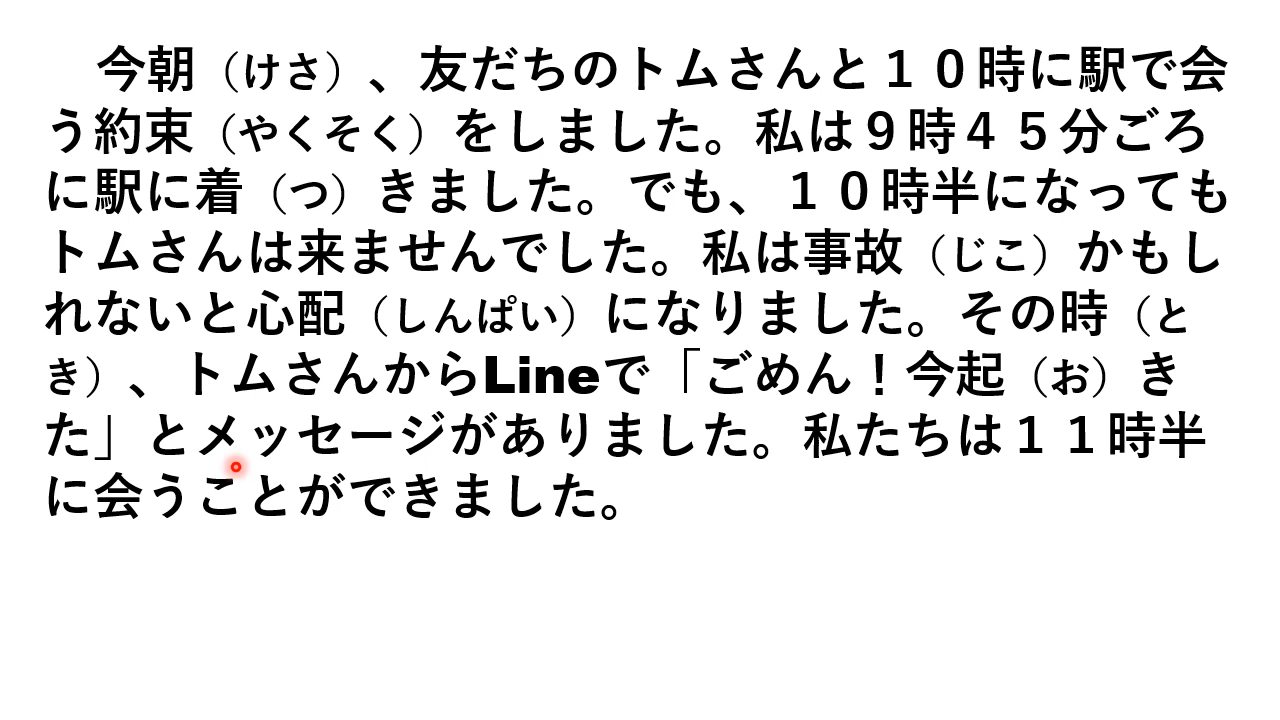 今朝（けさ）、友だちのトムさんと１０時に駅で会
う約束（やくそく）をしました。私は９時４５分ごろ
に駅に着（つ）きました。でも、１０時半になっても
トムさんは来ませんでした。私は事故（じこ）かもし
れないと心配（しんぱい）になりました。その時（と
き）、トムさんからLineで「ごめん！今起（お）き
た」とメッセージがありました。私たちは１１時半
に会うことができました。